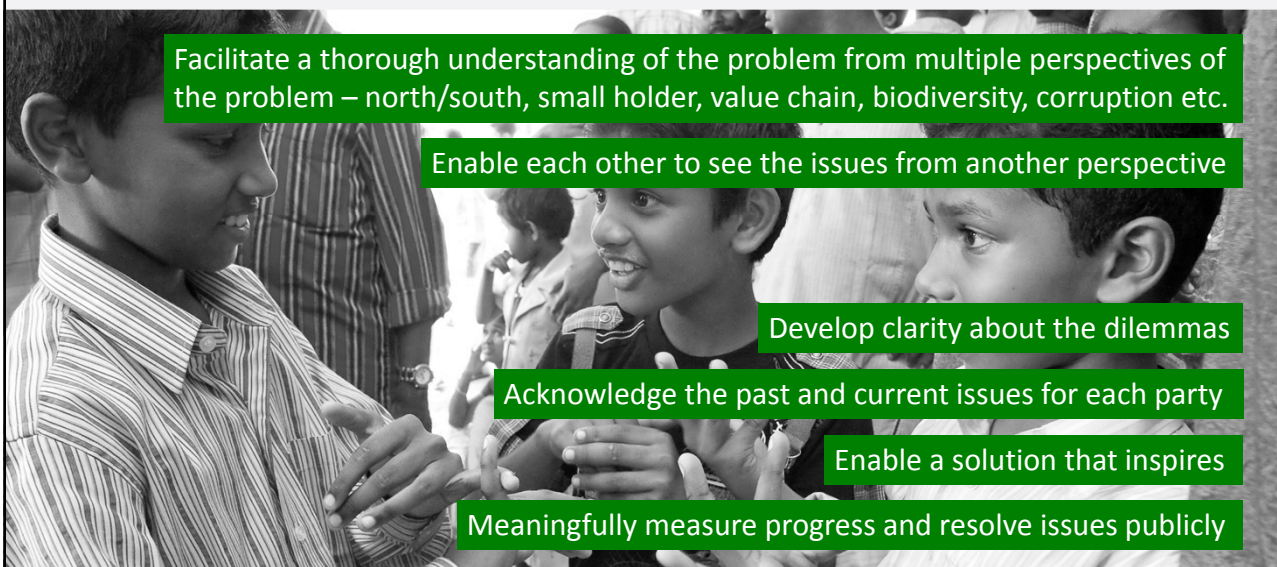 Facilitate a thorough understanding of the problem from multiple perspectives of
the problem – north/south, small holder, value chain, biodiversity, corruption etc.
Enable each other to see the issues from another perspective
Develop clarity about the dilemmas
Acknowledge the past and current issues for each party
Enable a solution that inspires
Meaningfully measure progress and resolve issues publicly